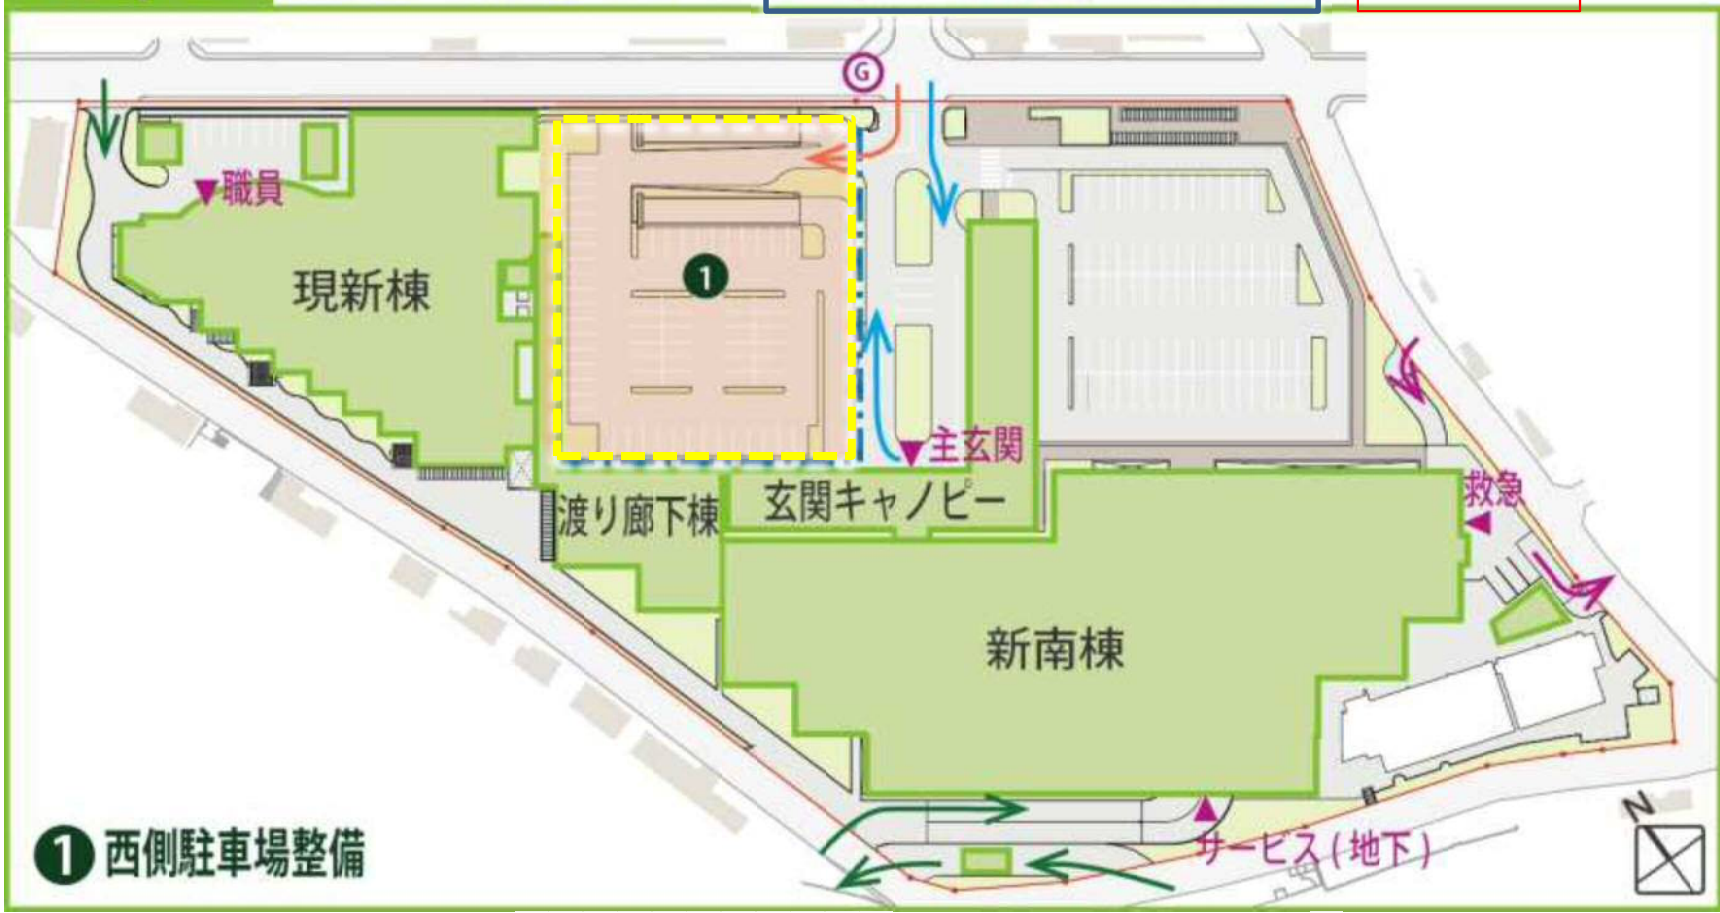 G
職員
現新棟
1
主玄関
玄関キャノピー
渡り廊下棟
救急
新南棟
サービス(地下)
N
1 西側駐車場整備